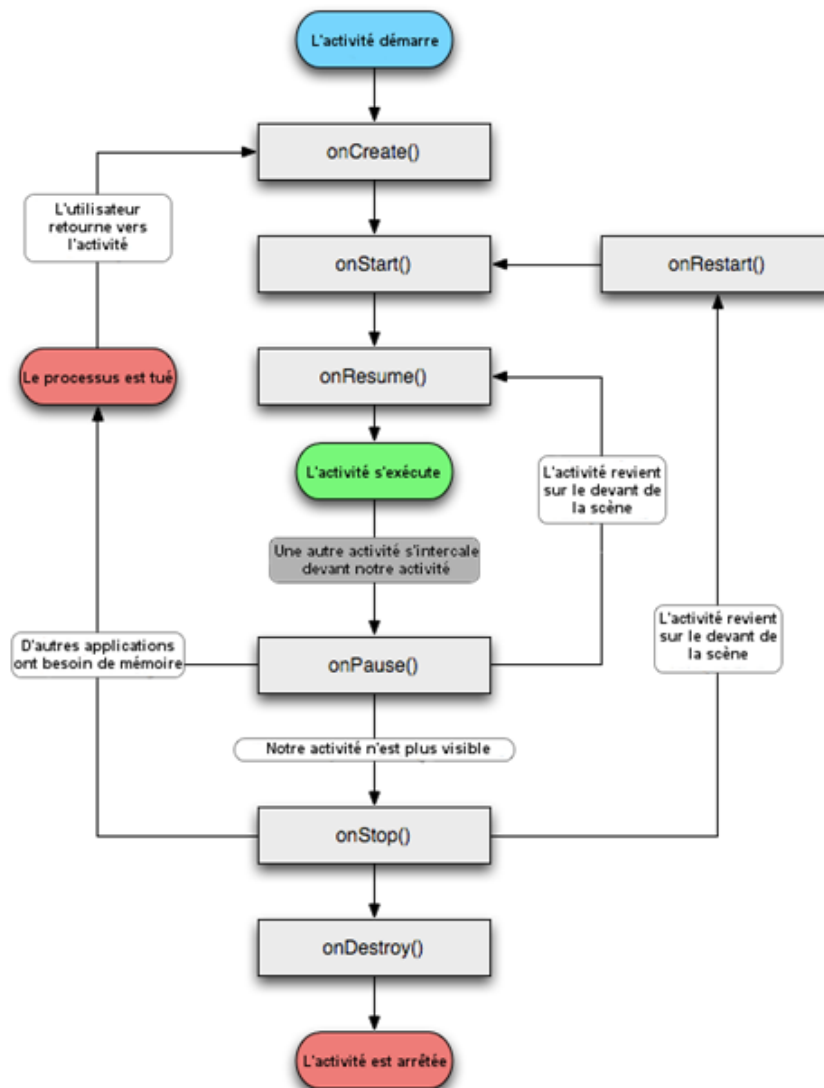 L'activité démarre
onCreate()
L'utilisateur
retourne vers
l'activité
onStart()
onRestart()
Le processus est tué
onResume()
L'activité s'exécute
L'activité revient
sur le devant de
la scène
Une autre activité s'intercale
devant notre activité
D'autres applications
ont besoin de mémoire
onPause()
L'activité revient
sur le devant de
la scène
Notre activité n'est plus visible
onStop()
onDestroy()
L'activité est arrêtée